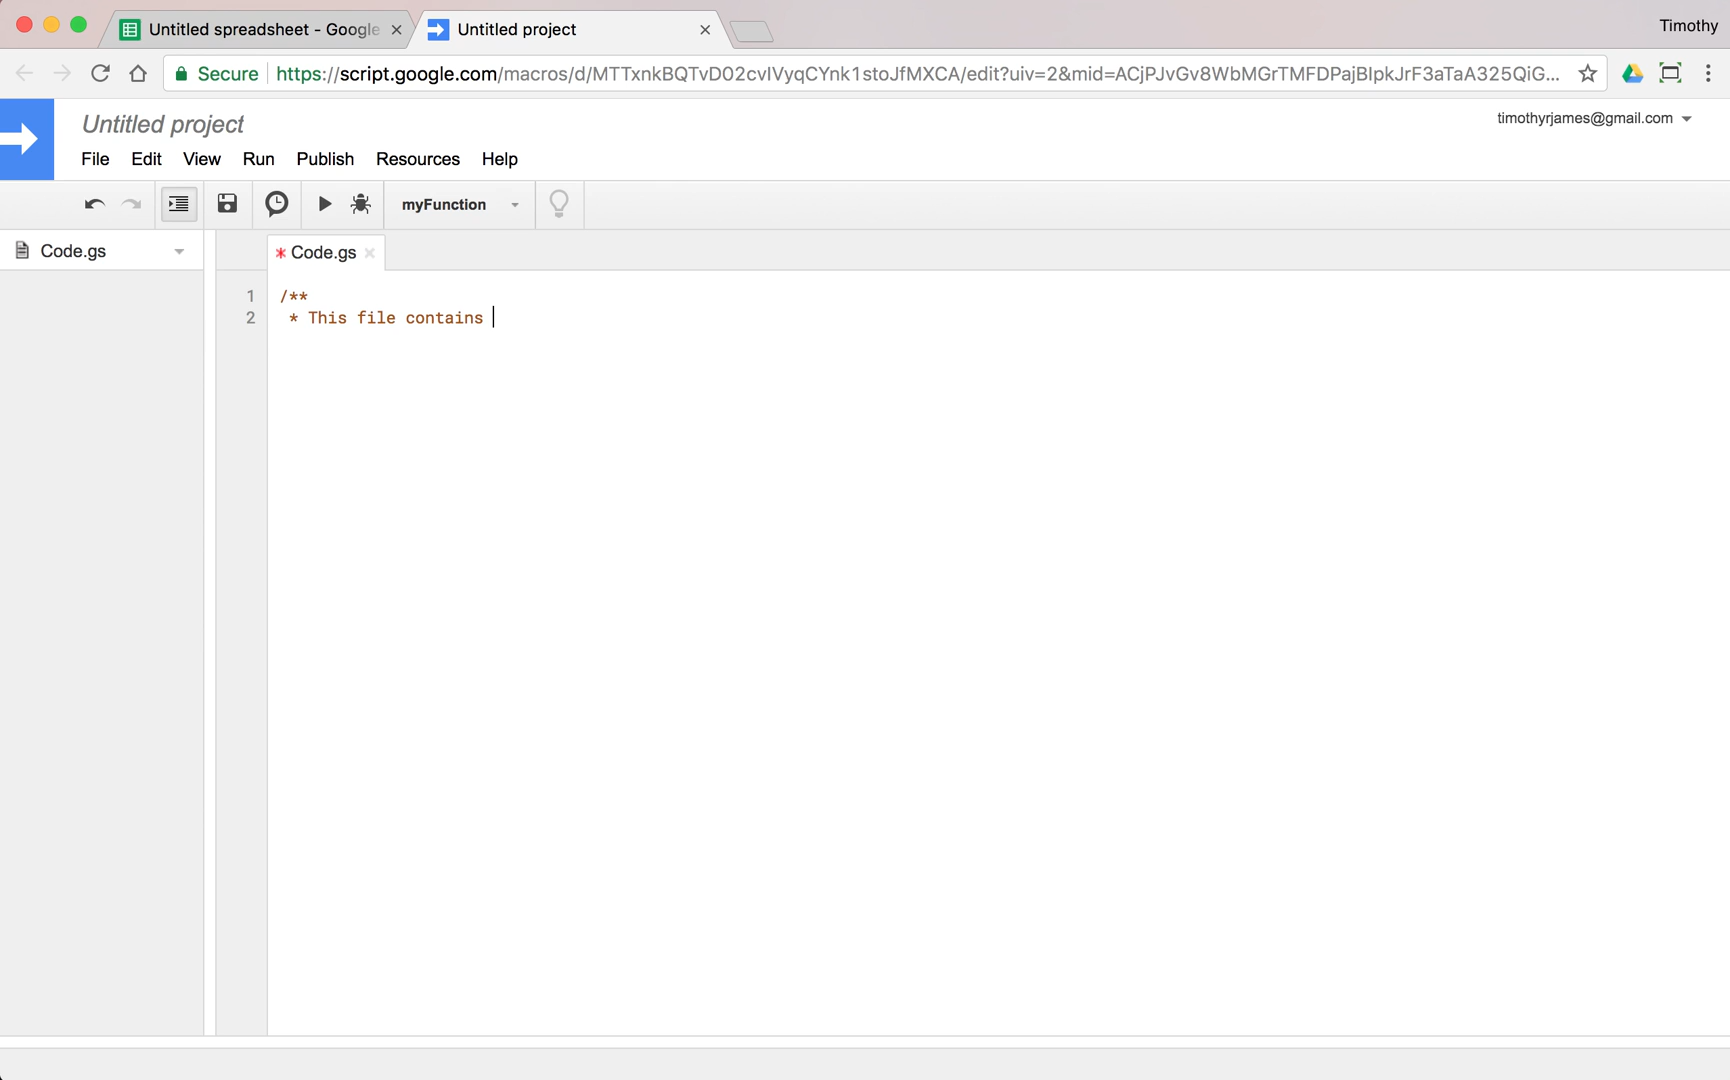 Untitled spreadsheet - Google
Untitled project
Timothy
Secure
https://script.google.com/macros/d/MTTxnkBQTvD02cvIVyqCYnk1stoJfMXCA/edit?uiv=2&mid=ACjPJvGv8WbMGrTMFDPajBIpkJrF3aTaA325QiG...
Untitled project
timothyrjames@gmail.com
File Edit View Run Publish Resources Help
myFunction
Code.gs
* Code.gs
1 /**
2 * This file contains